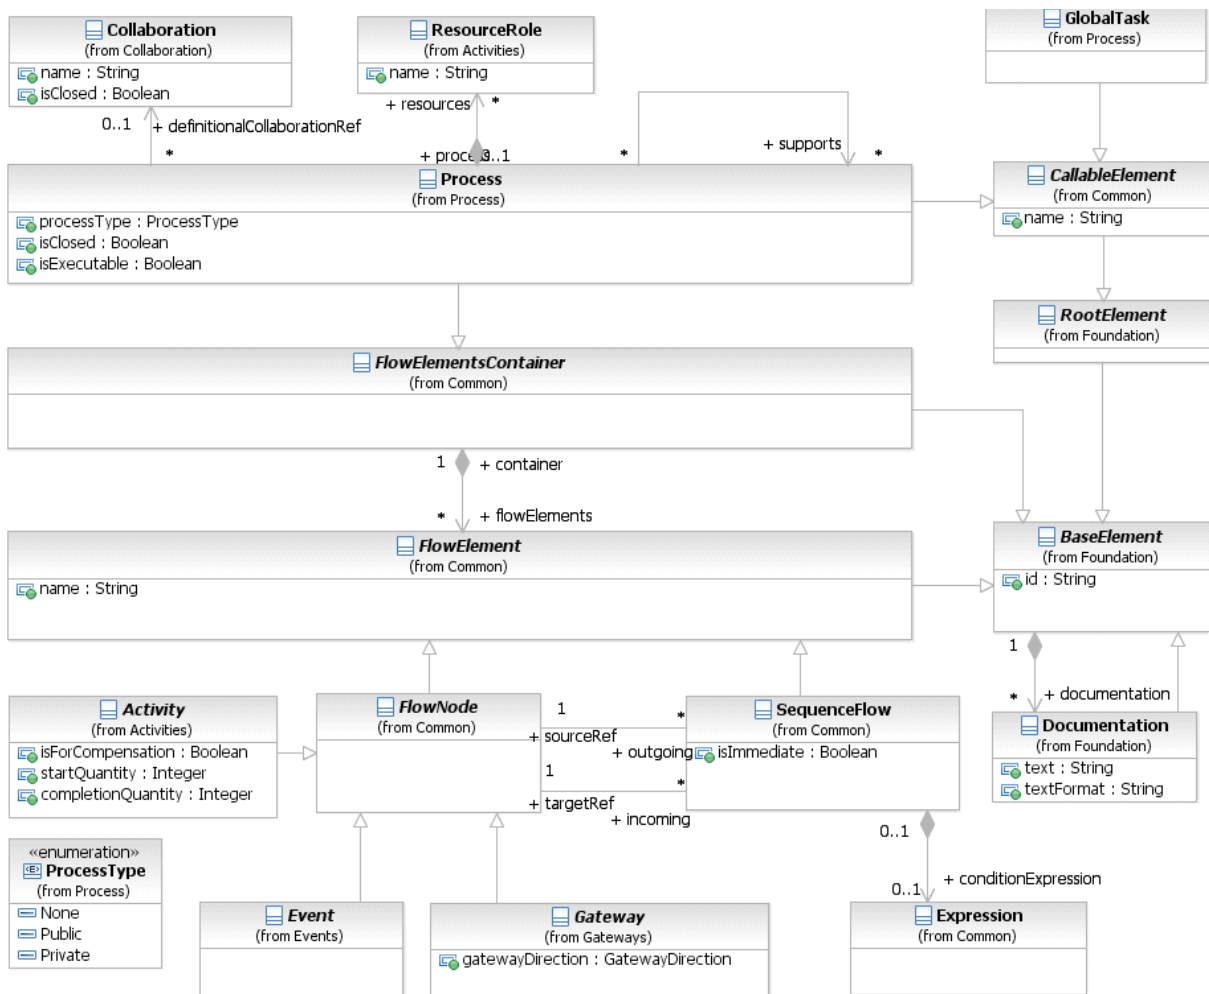 Collaboration
(from Collaboration)
name : String
isClosed : Boolean
ResourceRole
(from Activities)
name : String
GlobalTask
(from Process)
+ resources
*
0..1
+ definitionalCollaborationRef
*
+ process
0..1
*
+ supports
*
Process
(from Process)
processType : ProcessType
isClosed : Boolean
isExecutable : Boolean
CallableElement
(from Common)
name : String
RootElement
(from Foundation)
FlowElementsContainer
(from Common)
1
+ container
*
+ flowElements
FlowElement
(from Common)
name : String
BaseElement
(from Foundation)
id : String
1
*
+ documentation
Documentation
(from Foundation)
text : String
textFormat : String
Activity
(from Activities)
isForCompensation : Boolean
startQuantity : Integer
completionQuantity : Integer
FlowNode
(from Common)
1
*
+ sourceRef
+ outgoing
1
*
+ targetRef
+ incoming
SequenceFlow
(from Common)
isImmediate : Boolean
0..1
+ conditionExpression
0..1
«enumeration»
ProcessType
(from Process)
None
Public
Private
Event
(from Events)
Gateway
(from Gateways)
gatewayDirection : GatewayDirection
Expression
(from Common)